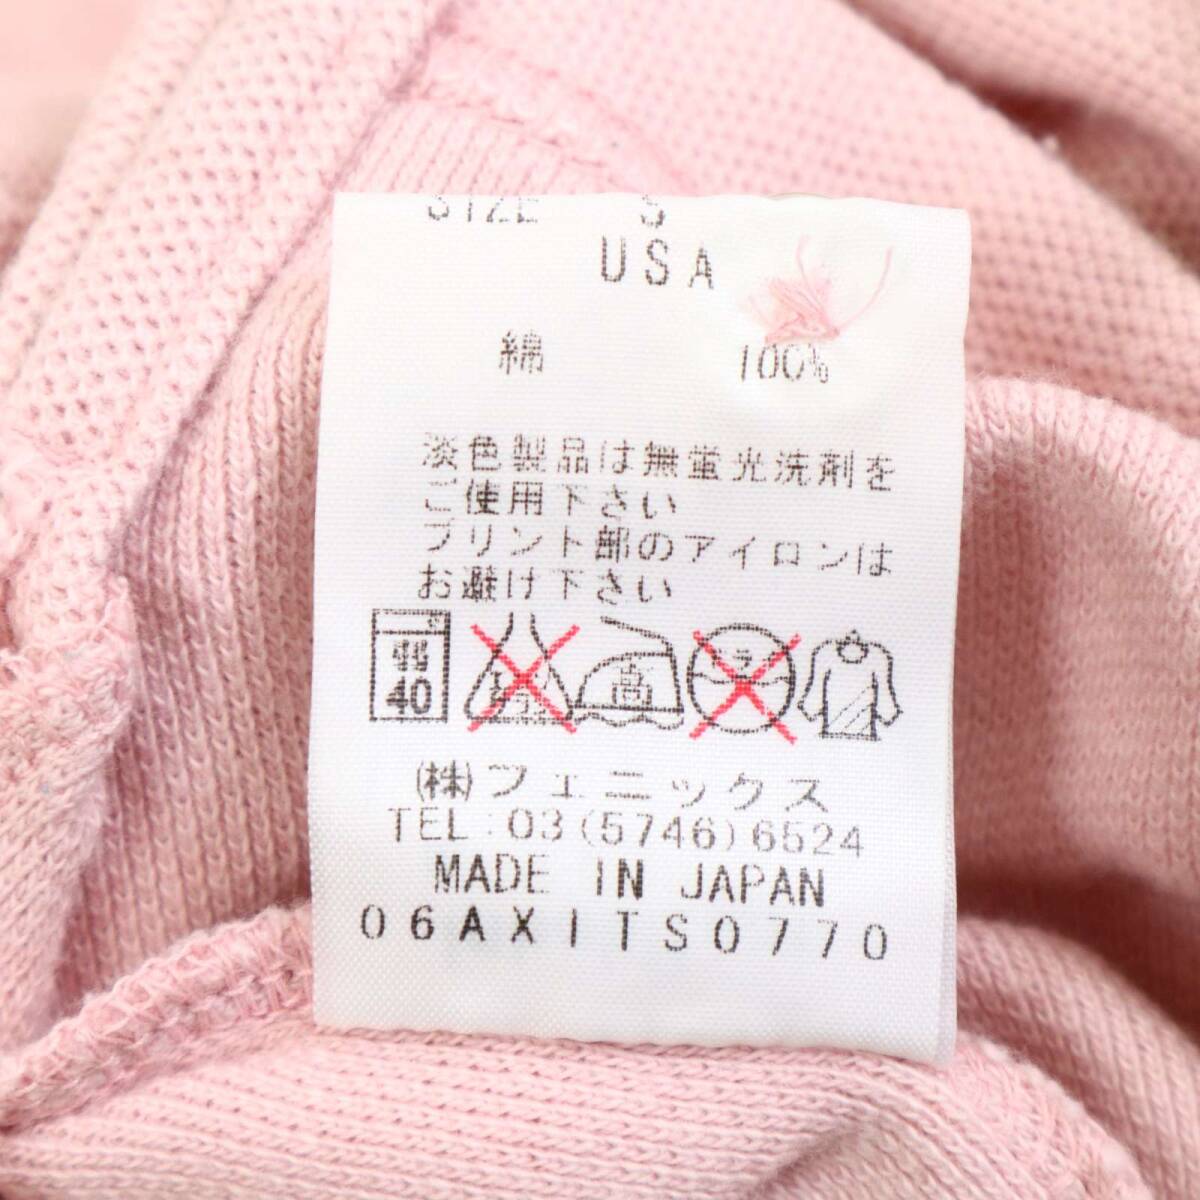 SIZE S
USA
綿 100%
淡色製品は無蛍光洗剤を
ご使用下さい
プリント部のアイロンは
お避け下さい
弱
40
高
(株)フェニックス
TEL:03(5746)6524
MADE IN JAPAN
06AXITS0770